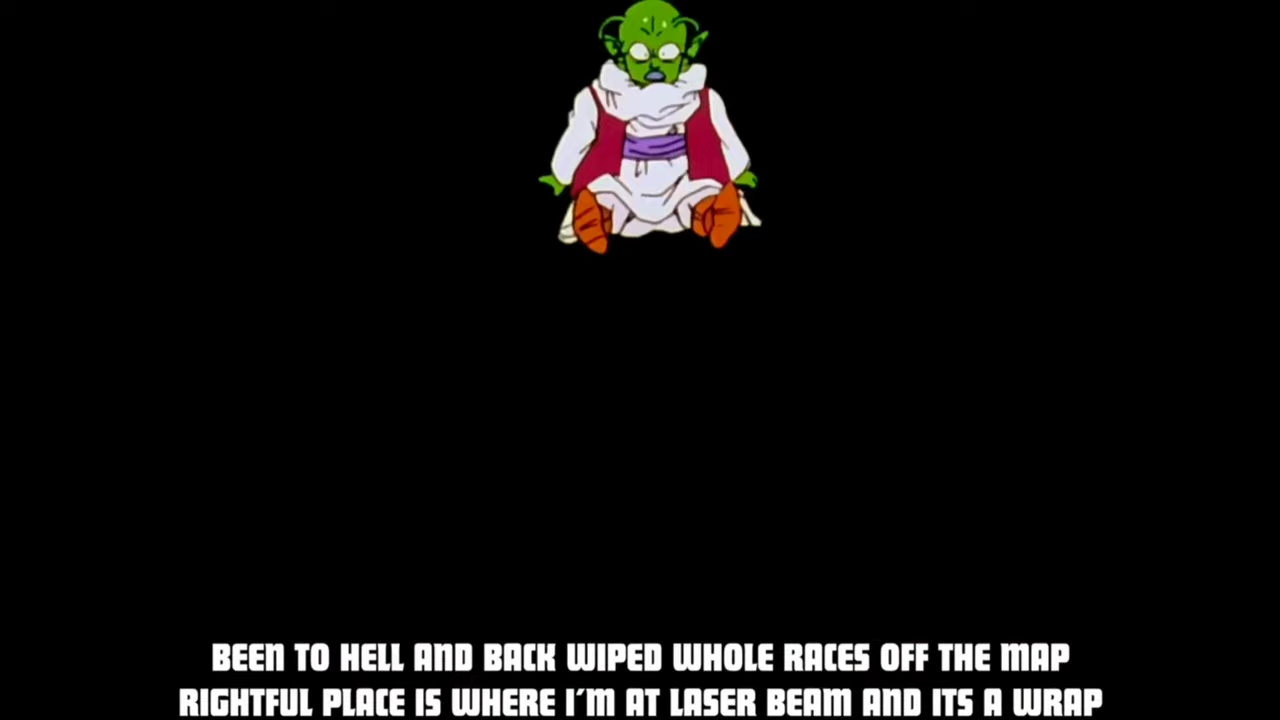 BEEN TO HELL AND BACK WIPED WHOLE RACES OFF THE MAP
RIGHTFUL PLACE IS WHERE I'M AT LASER BEAM AND ITS A WRAP